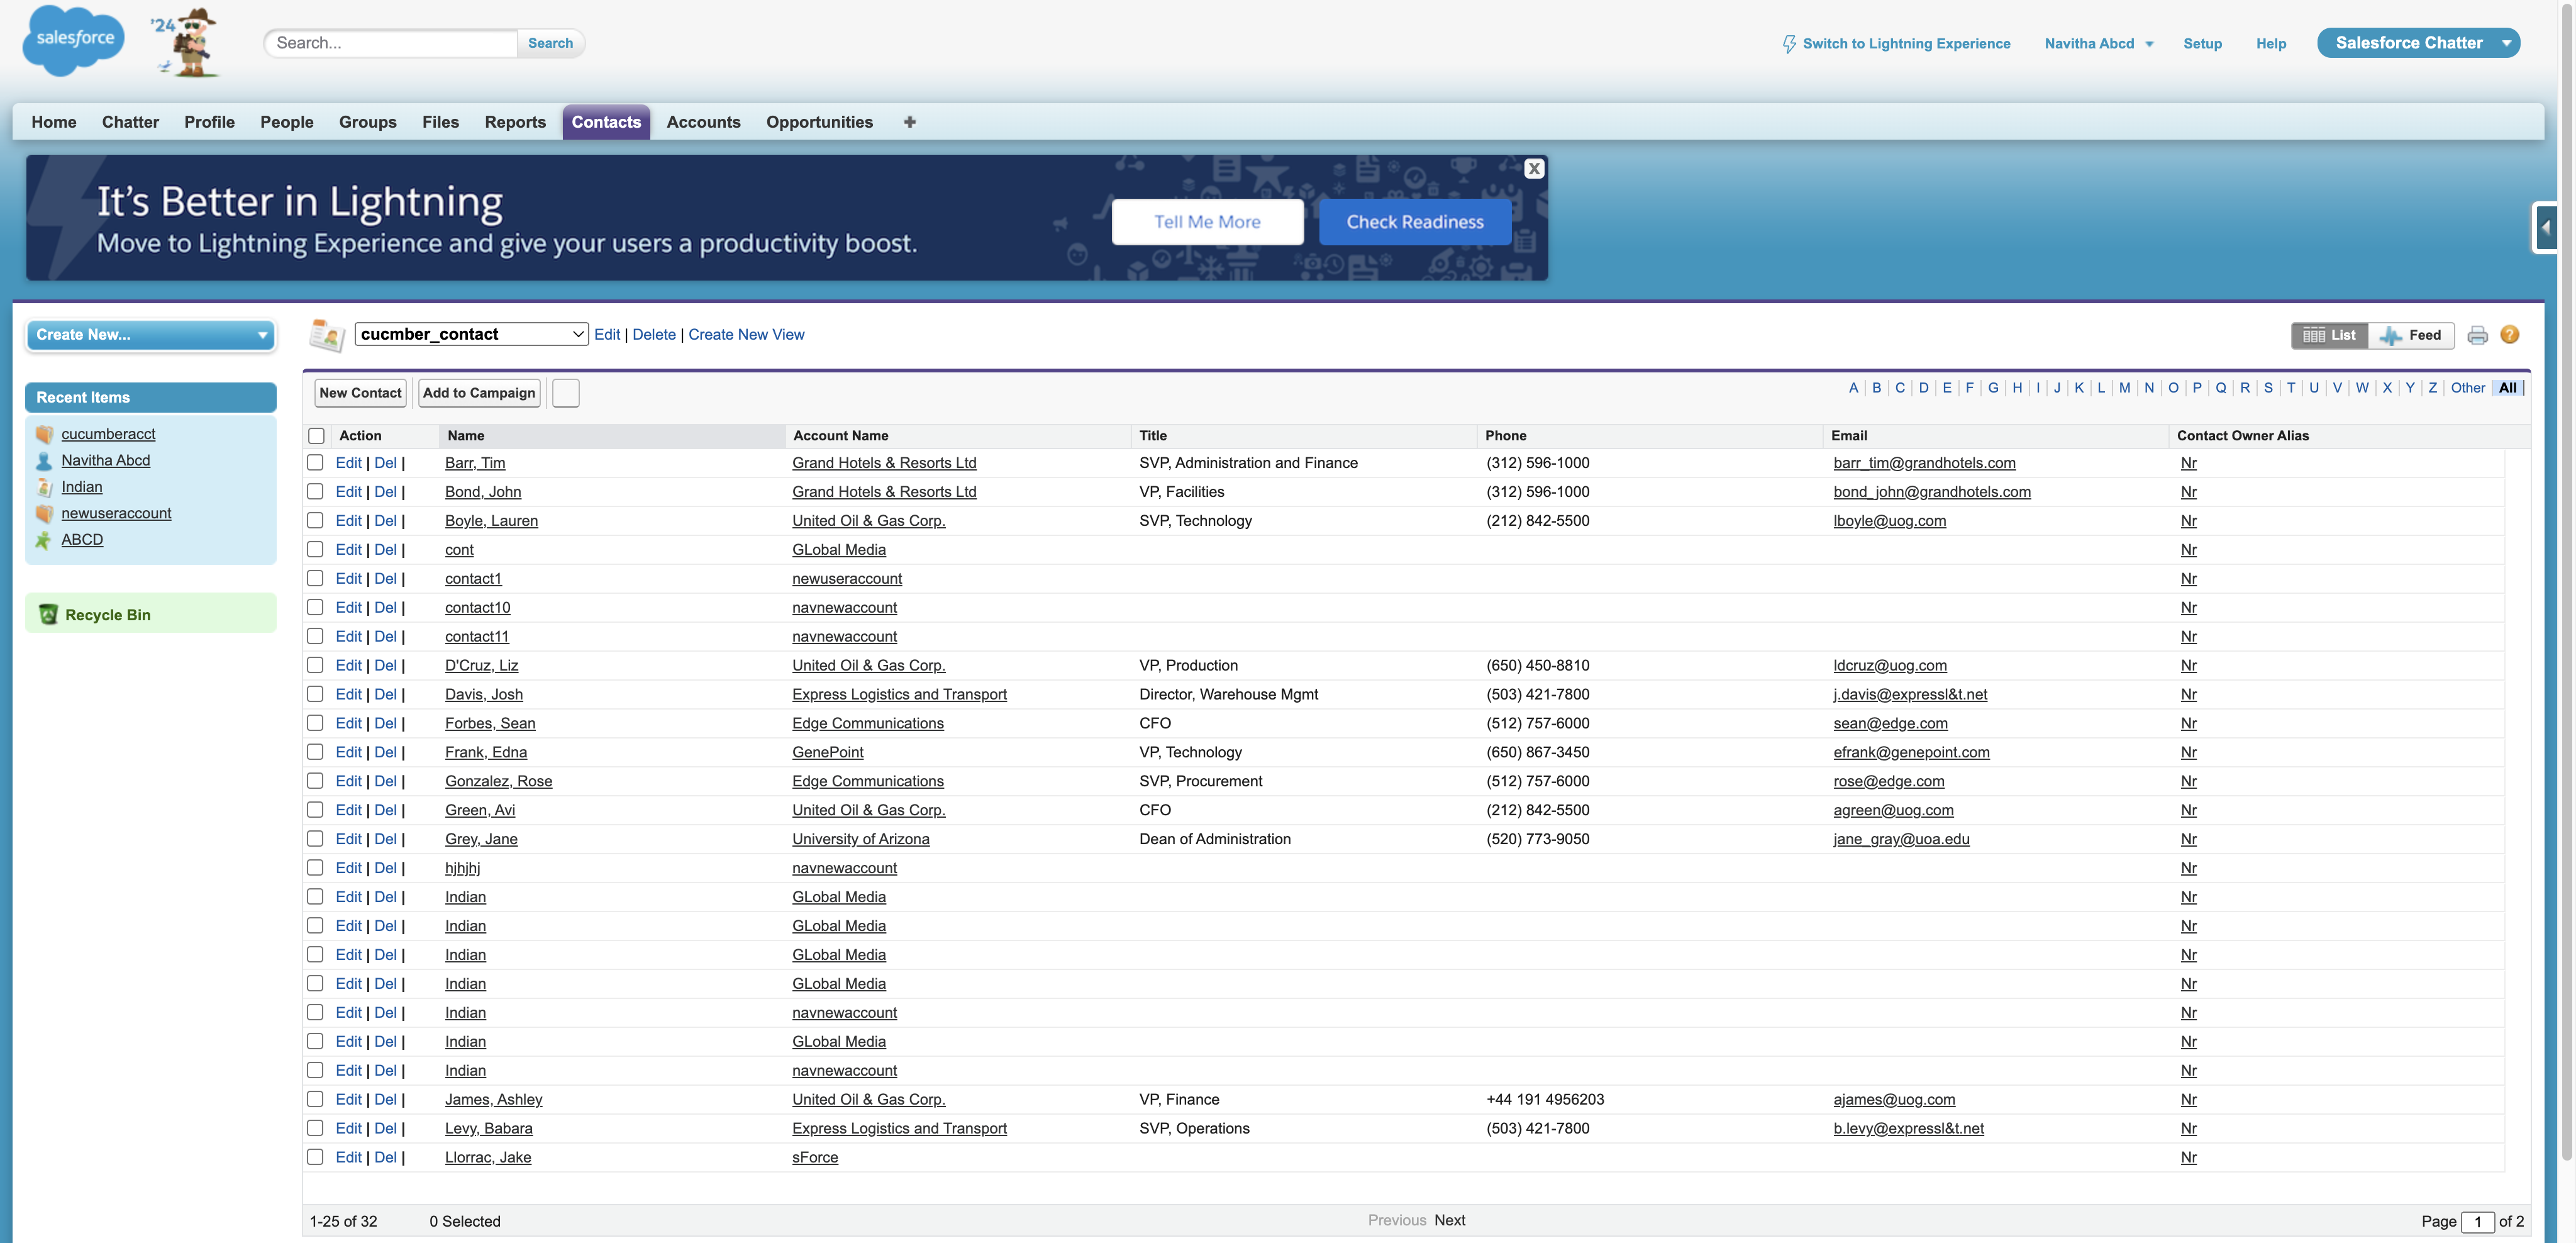 salesforce
'24
Search...
Search
Switch to Lightning Experience
Navitha Abcd
Setup
Help
Salesforce Chatter
Home Chatter Profile People Groups Files Reports Contacts Accounts Opportunities +
It's Better in Lightning
Move to Lightning Experience and give your users a productivity boost.
Tell Me More
Check Readiness
X
Create New...
Recent Items
cucumberacct
Navitha Abcd
Indian
newuseraccount
ABCD
Recycle Bin
cucmber_contact Edit | Delete | Create New View
List Feed ?
New Contact Add to Campaign
A | B | C | D | E | F | G | H | I | J | K | L | M | N | O | P | Q | R | S | T | U | V | W | X | Y | Z | Other | All |
Action Name Account Name Title Phone Email Contact Owner Alias
Edit | Del | Barr, Tim Grand Hotels & Resorts Ltd SVP, Administration and Finance (312) 596-1000 barr_tim@grandhotels.com Nr
Edit | Del | Bond, John Grand Hotels & Resorts Ltd VP, Facilities (312) 596-1000 bond_john@grandhotels.com Nr
Edit | Del | Boyle, Lauren United Oil & Gas Corp. SVP, Technology (212) 842-5500 lboyle@uog.com Nr
Edit | Del | cont GLobal Media Nr
Edit | Del | contact1 newuseraccount Nr
Edit | Del | contact10 navnewaccount Nr
Edit | Del | contact11 navnewaccount Nr
Edit | Del | D'Cruz, Liz United Oil & Gas Corp. VP, Production (650) 450-8810 ldcruz@uog.com Nr
Edit | Del | Davis, Josh Express Logistics and Transport Director, Warehouse Mgmt (503) 421-7800 j.davis@expressl&t.net Nr
Edit | Del | Forbes, Sean Edge Communications CFO (512) 757-6000 sean@edge.com Nr
Edit | Del | Frank, Edna GenePoint VP, Technology (650) 867-3450 efrank@genepoint.com Nr
Edit | Del | Gonzalez, Rose Edge Communications SVP, Procurement (512) 757-6000 rose@edge.com Nr
Edit | Del | Green, Avi United Oil & Gas Corp. CFO (212) 842-5500 agreen@uog.com Nr
Edit | Del | Grey, Jane University of Arizona Dean of Administration (520) 773-9050 jane_gray@uoa.edu Nr
Edit | Del | hjhjhj navnewaccount Nr
Edit | Del | Indian GLobal Media Nr
Edit | Del | Indian GLobal Media Nr
Edit | Del | Indian GLobal Media Nr
Edit | Del | Indian GLobal Media Nr
Edit | Del | Indian navnewaccount Nr
Edit | Del | Indian GLobal Media Nr
Edit | Del | Indian navnewaccount Nr
Edit | Del | James, Ashley United Oil & Gas Corp. VP, Finance +44 191 4956203 ajames@uog.com Nr
Edit | Del | Levy, Babara Express Logistics and Transport SVP, Operations (503) 421-7800 b.levy@expressl&t.net Nr
Edit | Del | Llorrac, Jake sForce Nr
1-25 of 32 0 Selected Previous Next Page 1 of 2